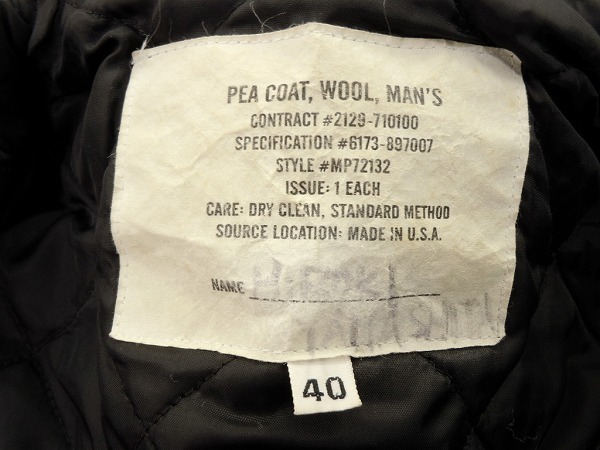 PEA COAT, WOOL, MAN'S
CONTRACT #2129-710100
SPECIFICATION #6173-897007
STYLE #MP72132
ISSUE: 1 EACH
CARE: DRY CLEAN, STANDARD METHOD
SOURCE LOCATION: MADE IN U.S.A.
NAME
40